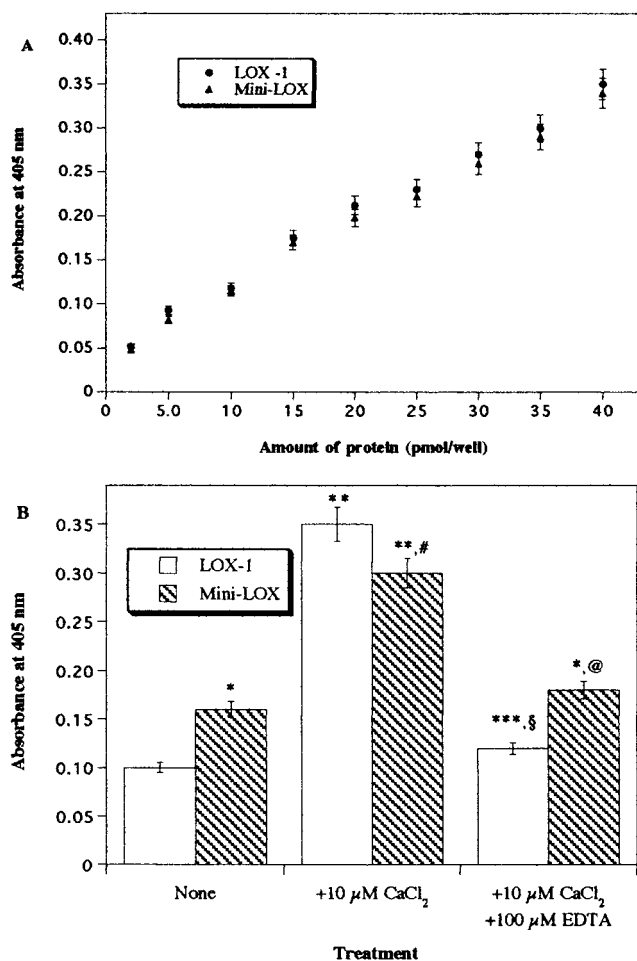 A
0.40
0.35
0.30
0.25
0.20
0.15
0.10
0.05
0
Absorbance at 405 nm
LOX -1
Mini-LOX
0 5.0 10 15 20 25 30 35 40
Amount of protein (pmol/well)
B
0.35
0.30
0.25
0.20
0.15
0.10
0.05
0
Absorbance at 405 nm
LOX-1
Mini-LOX
*
**
**,#
***,§
*,@
None
+10 µM CaCl₂
+10 µM CaCl₂
+100 µM EDTA
Treatment